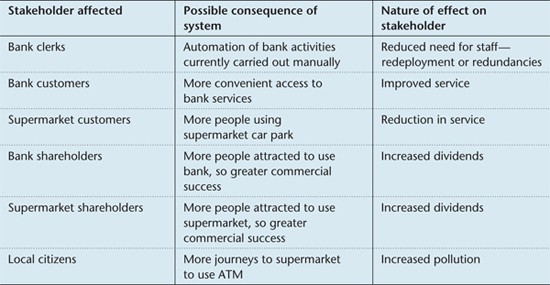 Stakeholder affected Possible consequence of Nature of effect on
system stakeholder
Bank clerks Automation of bank activities Reduced need for staff—
currently carried out manually redeployment or redundancies
Bank customers More convenient access to Improved service
bank services
Supermarket customers More people using Reduction in service
supermarket car park
Bank shareholders More people attracted to use Increased dividends
bank, so greater commercial
success
Supermarket shareholders More people attracted to use Increased dividends
supermarket, so greater
commercial success
Local citizens More journeys to supermarket Increased pollution
to use ATM